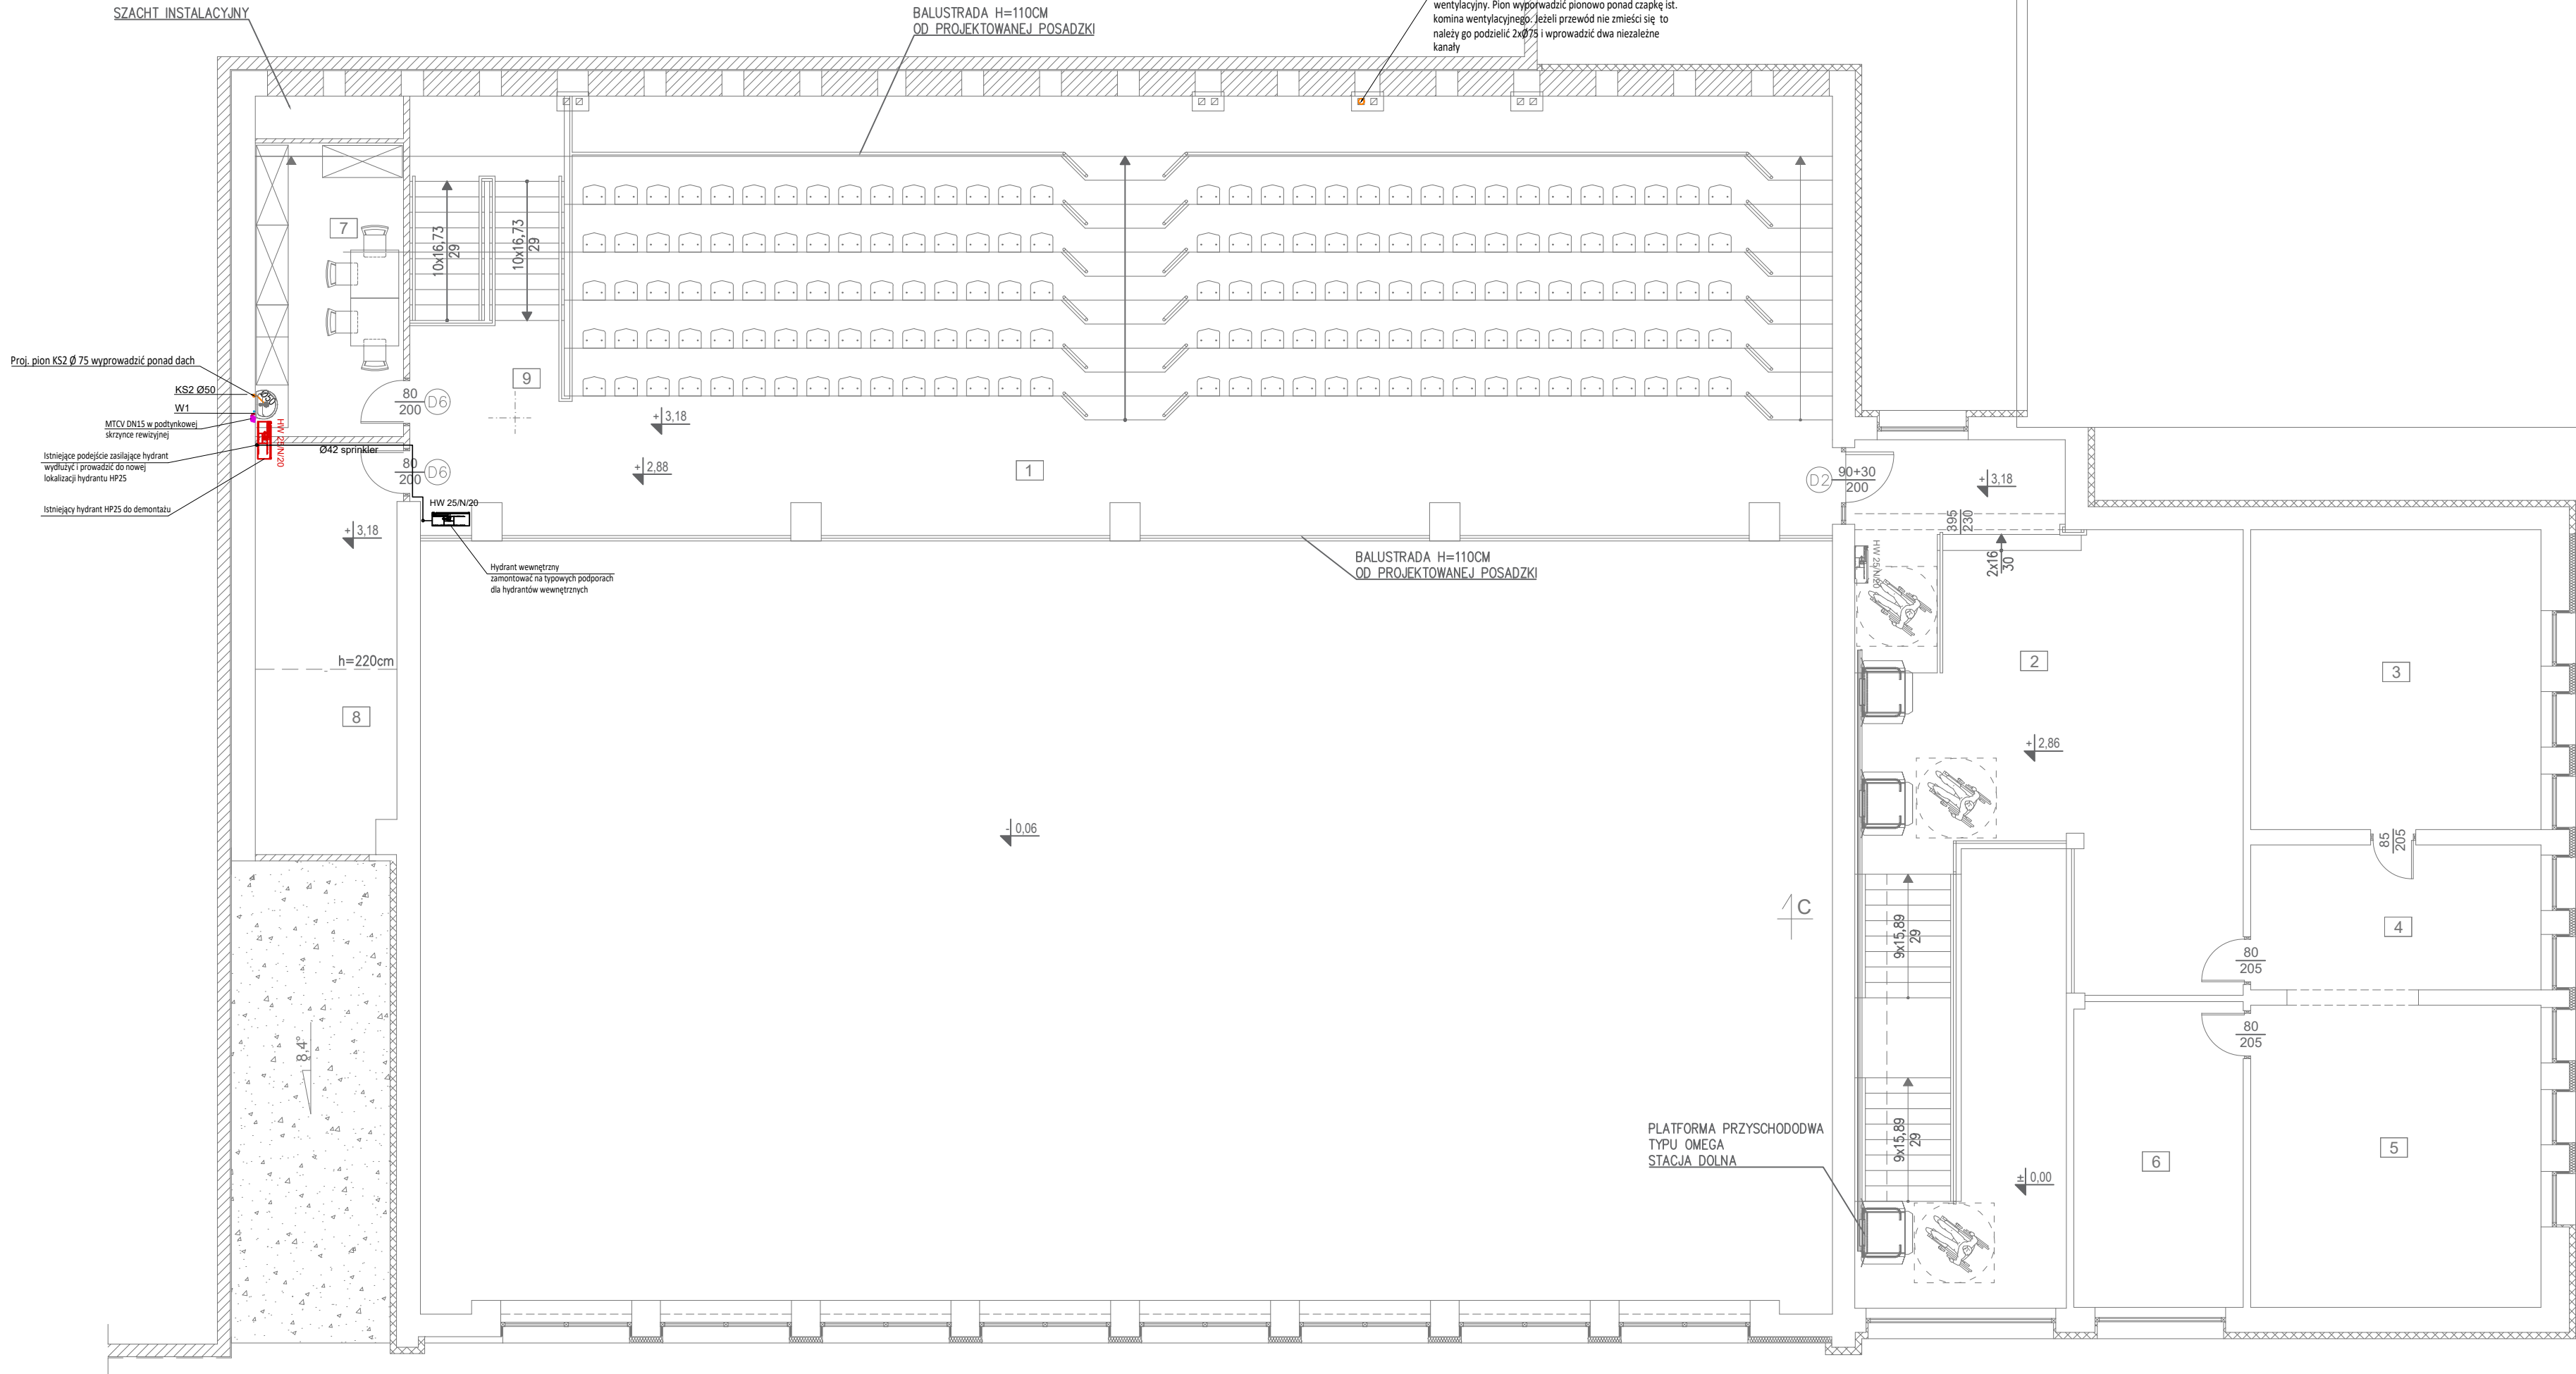 SZACHT INSTALACYJNY
BALUSTRADA H=110CM
OD PROJEKTOWANEJ POSADZKI
wentylacyjny. Pion wyporwadzić pionowo ponad czapkę ist.
komina wentylacyjnego. Jeżeli przewód nie zmieści się to
należy go podzielić 2xØ75 i wprowadzić dwa niezależne
kanały
7
10x16,73
29
10x16,73
29
Proj. pion KS2 Ø 75 wyprowadzić ponad dach
KS2 Ø50
W1
MTCV DN15 w podtynkowej
skrzynce rewizyjnej
Istniejące podejście zasilające hydrant
wydłużyć i prowadzić do nowej
lokalizacji hydrantu HP25
Istniejący hydrant HP25 do demontażu
HW 25/N/20
Ø42 sprinkler
80
200
D6
80
200
D6
9
+ 3,18
+ 2,88
1
HW 25/N/20
Hydrant wewnętrzny
zamontować na typowych podporach
dla hydrantów wewnętrznych
+ 3,18
h=220cm
8
8,4°
BALUSTRADA H=110CM
OD PROJEKTOWANEJ POSADZKI
D2
90+30
200
+ 3,18
395
230
2x16
30
HW 25/N/20
2
3
+ 2,86
- 0,06
85
205
C
9x15,89
29
4
80
205
80
205
9x15,89
29
PLATFORMA PRZYSCHODODWA
TYPU OMEGA
STACJA DOLNA
± 0,00
6
5